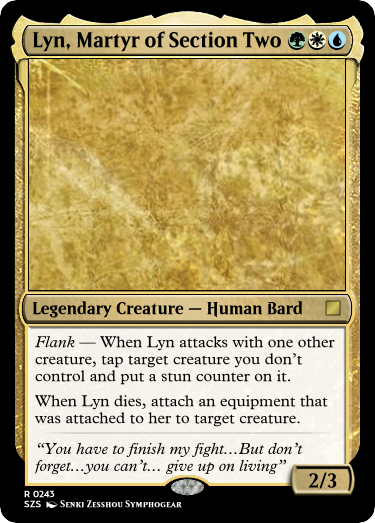 Lyn, Martyr of Section Two
Legendary Creature — Human Bard
Flank — When Lyn attacks with one other
creature, tap target creature you don't
control and put a stun counter on it.
When Lyn dies, attach an equipment that
was attached to her to target creature.
“You have to finish my fight…But don't
forget…you can't… give up on living”
2/3
R 0243
SZS Senki Zesshou Symphogear